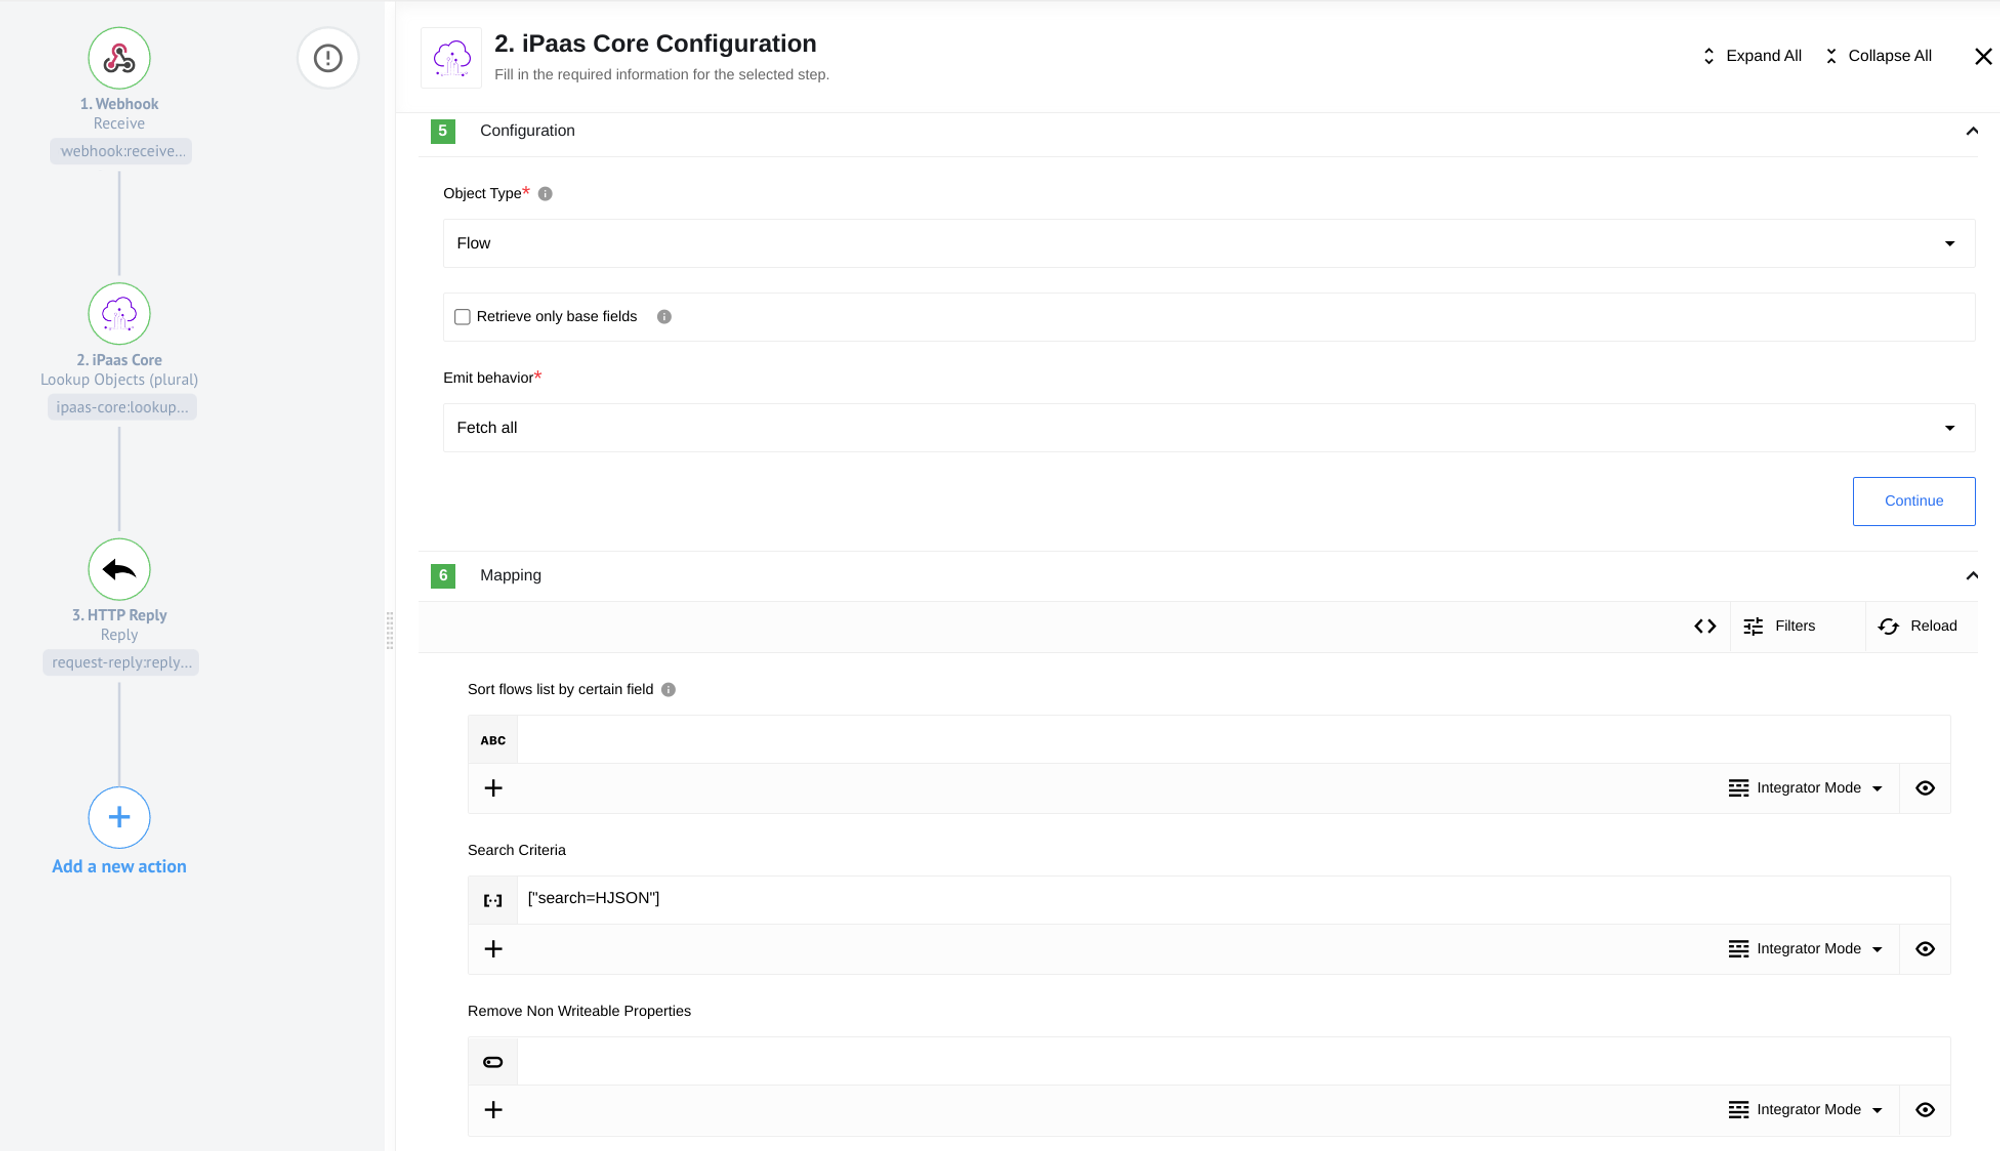 1. Webhook
Receive
webhook:receive...
2. iPaas Core
Lookup Objects (plural)
ipaas-core:lookup...
3. HTTP Reply
Reply
request-reply:reply...
Add a new action
2. iPaas Core Configuration
Fill in the required information for the selected step.
Expand All
Collapse All
5 Configuration
Object Type*
Flow
Retrieve only base fields
Emit behavior*
Fetch all
Continue
6 Mapping
Filters
Reload
Sort flows list by certain field
ABC
Integrator Mode
Search Criteria
["search=HJSON"]
Integrator Mode
Remove Non Writeable Properties
Integrator Mode